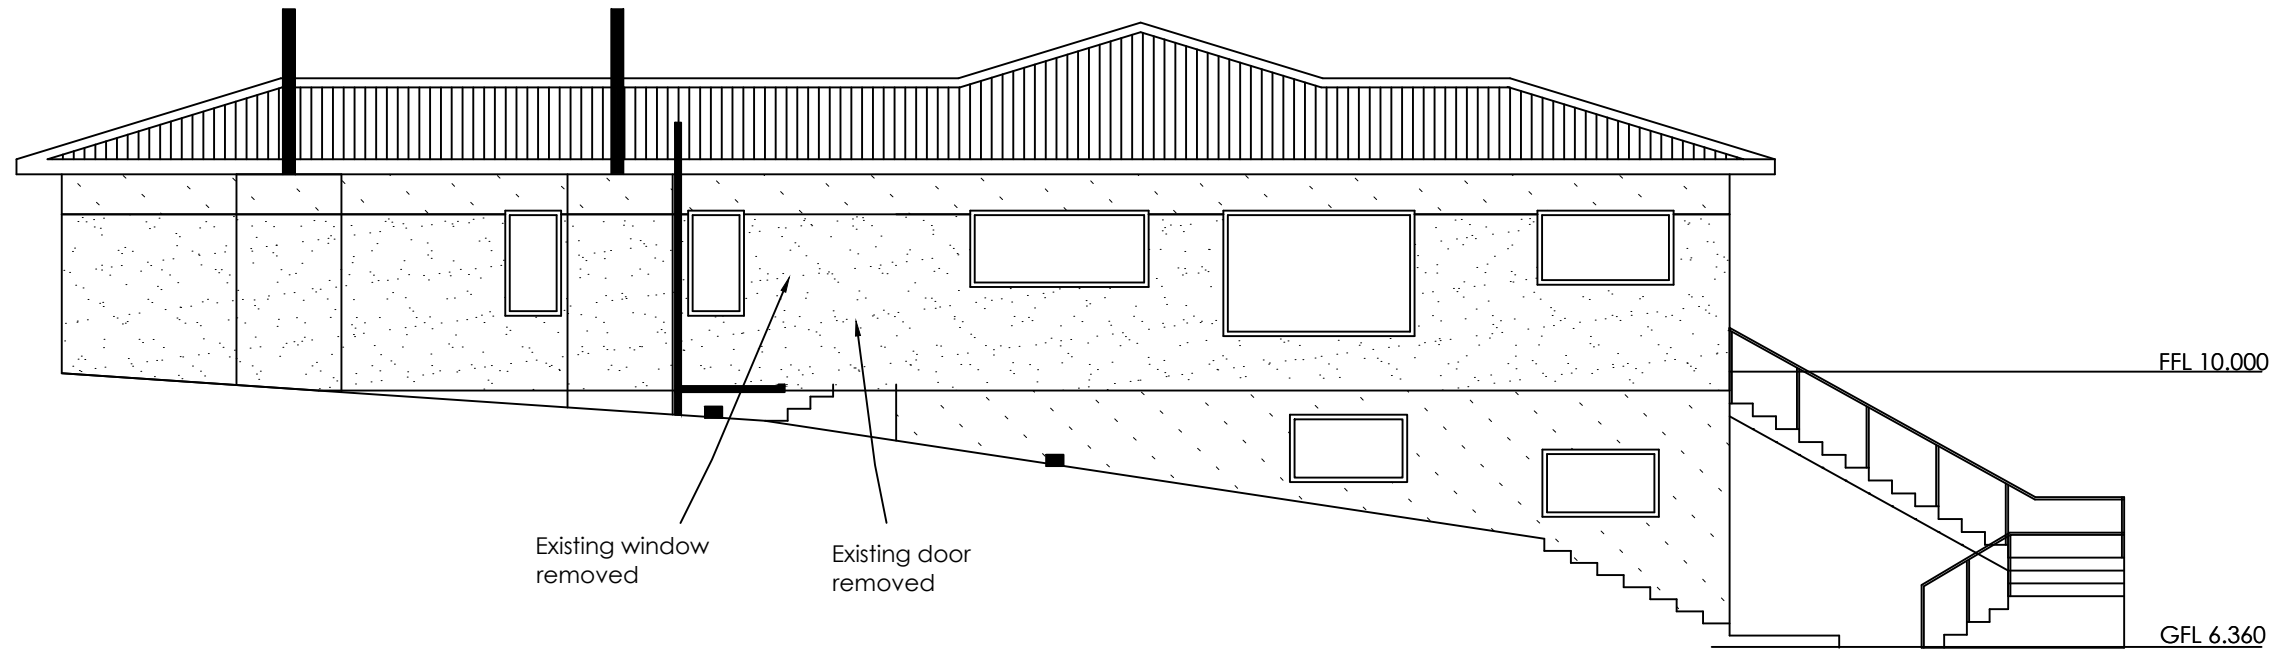 FFL 10.000
Existing window
removed
Existing door
removed
GFL 6.360